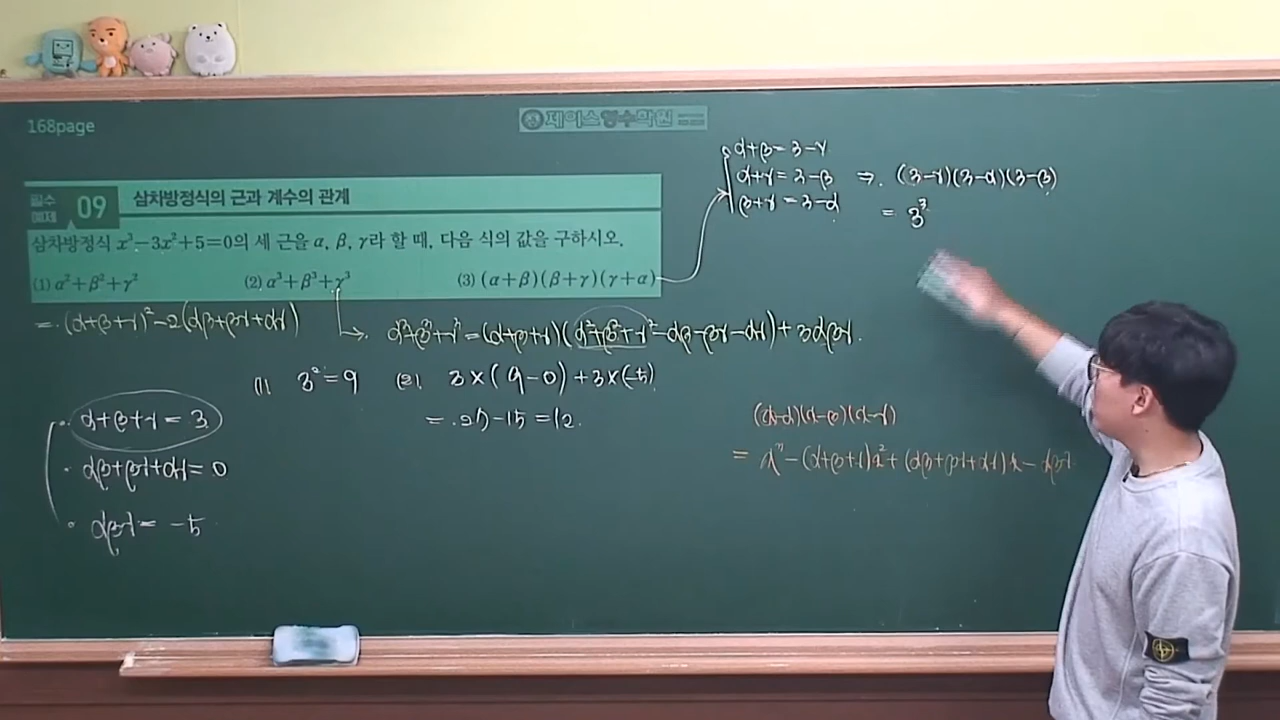 168page
제이스영수학원
필수 예제 09 삼차방정식의 근과 계수의 관계
삼차방정식 x³−3x²+5=0의 세 근을 α, β, γ라 할 때, 다음 식의 값을 구하시오.
(1) α²+β²+γ² (2) α³+β³+γ³ (3) (α+β)(β+γ)(γ+α)
α+β=3−γ
α+γ=3−β ⇒ (3−γ)(3−α)(3−β)
β+γ=3−α = 3³
=(α+β+γ)²−2(αβ+βγ+αγ)
α³+β³+γ³=(α+β+γ)(α²+β²+γ²−αβ−βγ−αγ)+3αβγ
(1) 3²=9 (2) 3×(9−0)+3×(−5)
=27−15=12
α+β+γ=3
αβ+βγ+αγ=0
αβγ=−5
(x−α)(x−β)(x−γ)
= x³−(α+β+γ)x²+(αβ+βγ+αγ)x−αβγ